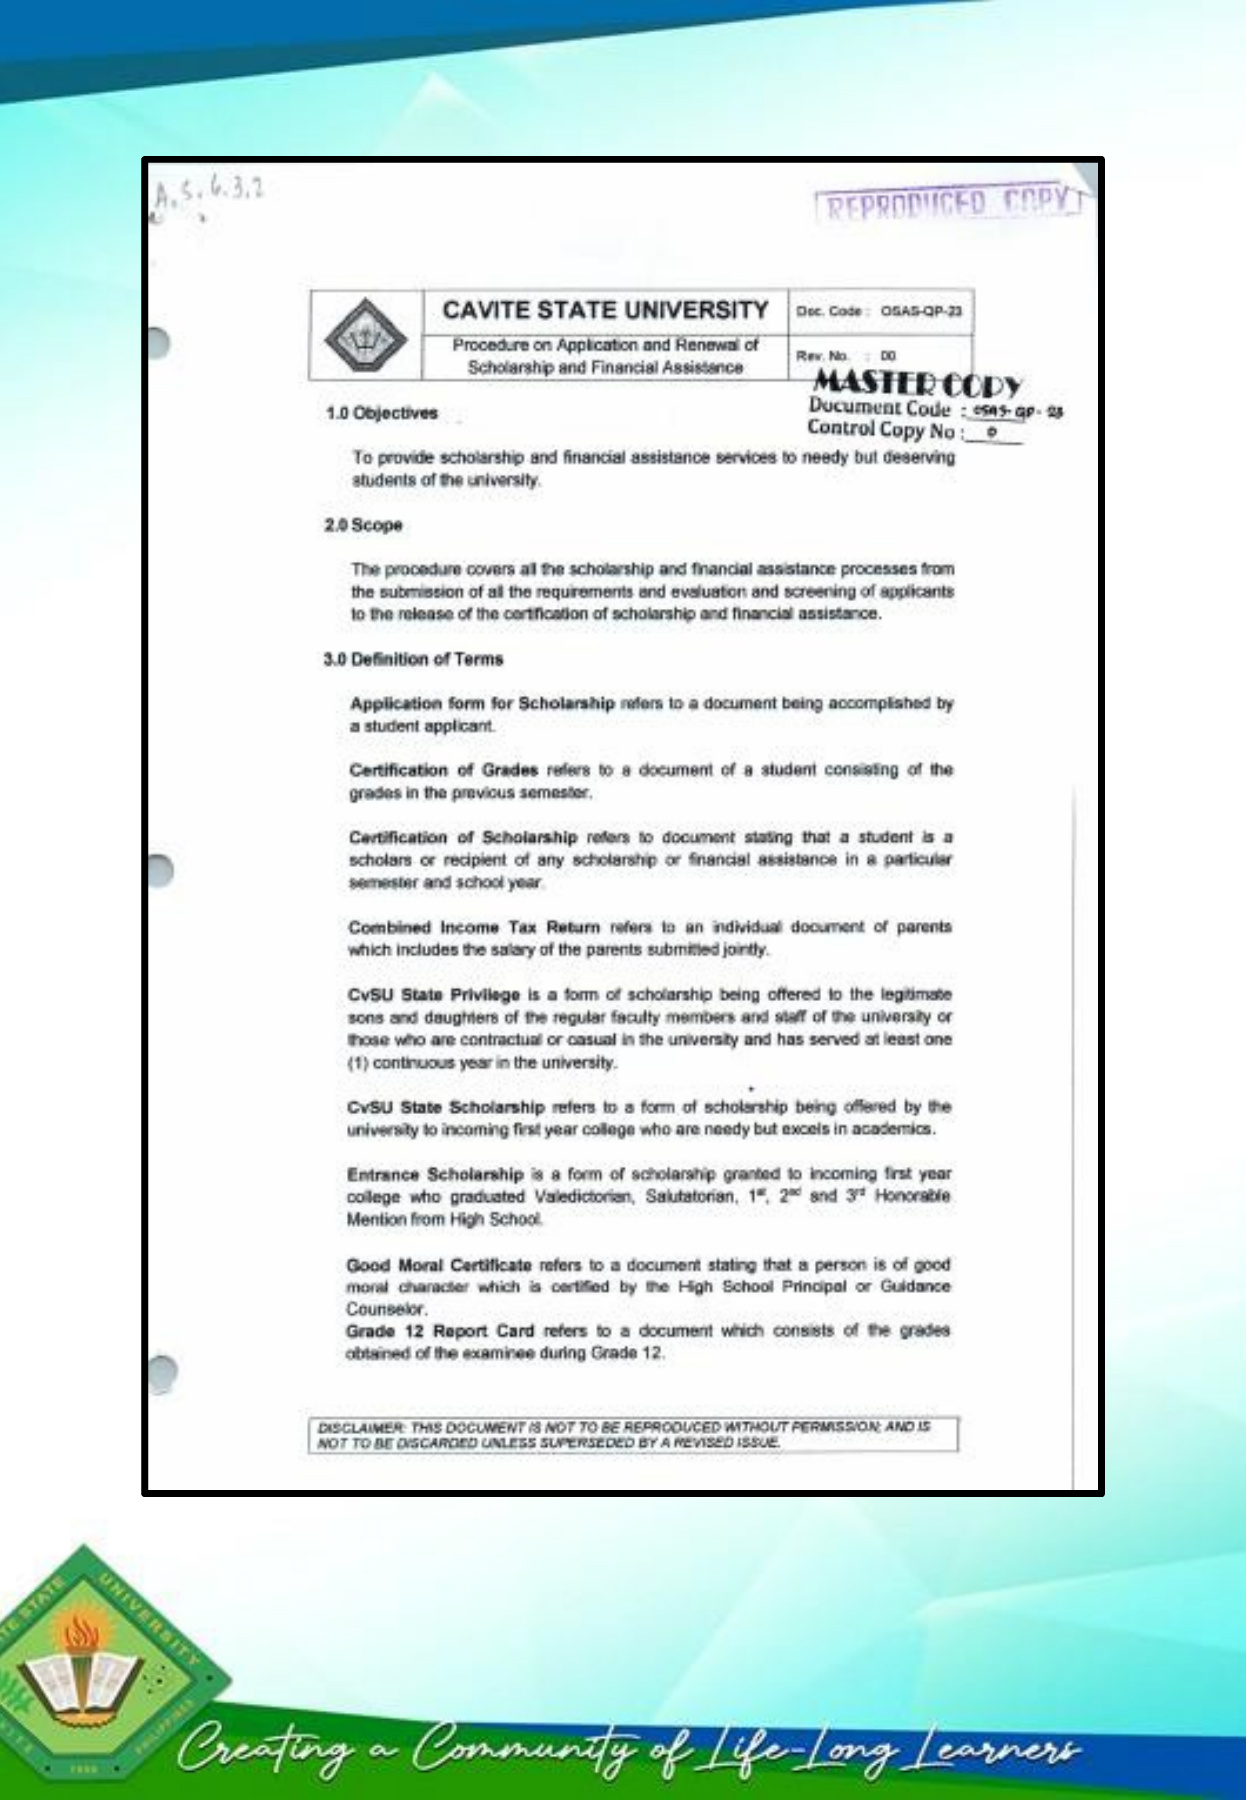 A.5.6.3.2
REPRODUCED COPY
CAVITE STATE UNIVERSITY
Procedure on Application and Renewal of
Scholarship and Financial Assistance
Doc. Code : OSAS-QP-23
Rev. No. : 00
MASTER COPY
Document Code : OSAS-QP-23
Control Copy No : 0
1.0 Objectives
To provide scholarship and financial assistance services to needy but deserving
students of the university.
2.0 Scope
The procedure covers all the scholarship and financial assistance processes from
the submission of all the requirements and evaluation and screening of applicants
to the release of the certification of scholarship and financial assistance.
3.0 Definition of Terms
Application form for Scholarship refers to a document being accomplished by
a student applicant.
Certification of Grades refers to a document of a student consisting of the
grades in the previous semester.
Certification of Scholarship refers to document stating that a student is a
scholars or recipient of any scholarship or financial assistance in a particular
semester and school year.
Combined Income Tax Return refers to an individual document of parents
which includes the salary of the parents submitted jointly.
CvSU State Privilege is a form of scholarship being offered to the legitimate
sons and daughters of the regular faculty members and staff of the university or
those who are contractual or casual in the university and has served at least one
(1) continuous year in the university.
CvSU State Scholarship refers to a form of scholarship being offered by the
university to incoming first year college who are needy but excels in academics.
Entrance Scholarship is a form of scholarship granted to incoming first year
college who graduated Valedictorian, Salutatorian, 1st, 2nd and 3rd Honorable
Mention from High School.
Good Moral Certificate refers to a document stating that a person is of good
moral character which is certified by the High School Principal or Guidance
Counselor.
Grade 12 Report Card refers to a document which consists of the grades
obtained of the examinee during Grade 12.
DISCLAIMER: THIS DOCUMENT IS NOT TO BE REPRODUCED WITHOUT PERMISSION; AND IS
NOT TO BE DISCARDED UNLESS SUPERSEDED BY A REVISED ISSUE.
STATE UNIVERSITY
PHILIPPINES
1906
Creating a Community of Life-Long Learners